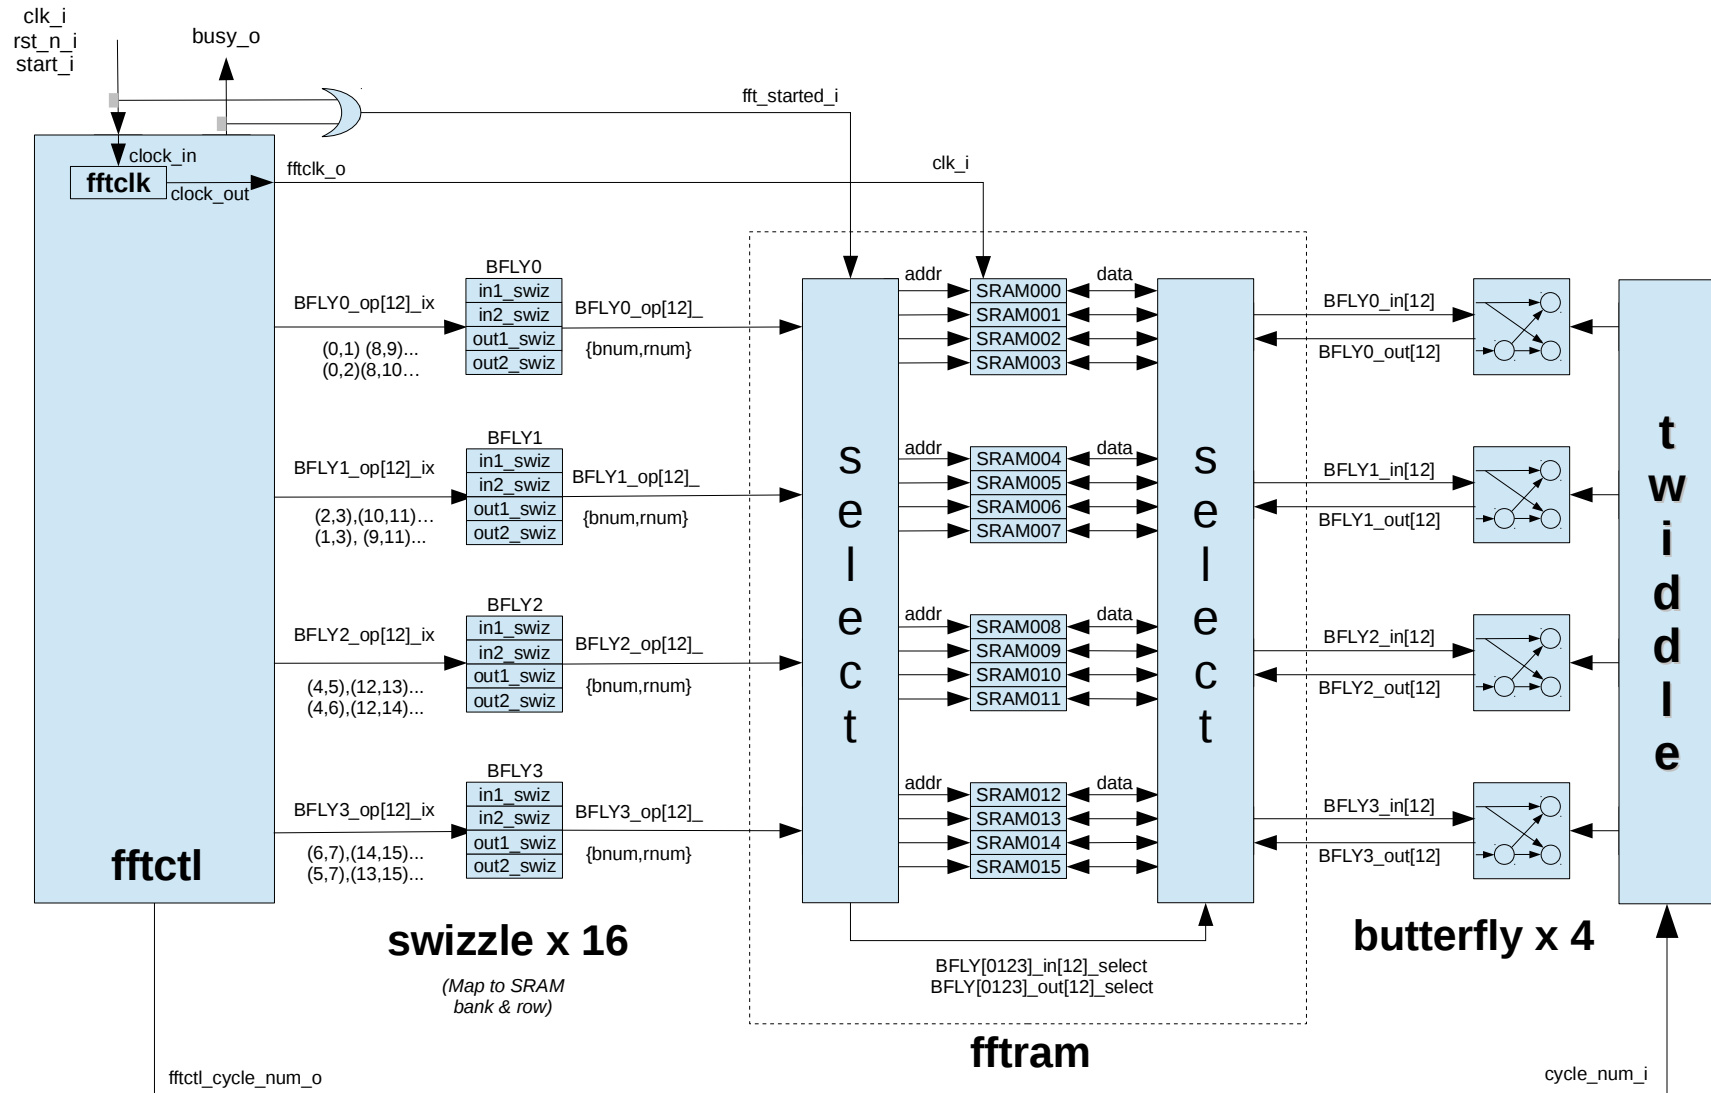 clk_i
rst_n_i
start_i
busy_o
fft_started_i
clock_in
fftclk
clock_out
fftclk_o
clk_i
BFLY0
in1_swiz
in2_swiz
out1_swiz
out2_swiz
BFLY0_op[12]_ix
(0,1) (8,9)...
(0,2)(8,10...
BFLY0_op[12]_
{bnum,rnum}
addr
SRAM000
SRAM001
SRAM002
SRAM003
data
BFLY0_in[12]
BFLY0_out[12]
BFLY1
in1_swiz
in2_swiz
out1_swiz
out2_swiz
BFLY1_op[12]_ix
(2,3),(10,11)...
(1,3), (9,11)...
BFLY1_op[12]_
{bnum,rnum}
addr
SRAM004
SRAM005
SRAM006
SRAM007
data
BFLY1_in[12]
BFLY1_out[12]
BFLY2
in1_swiz
in2_swiz
out1_swiz
out2_swiz
BFLY2_op[12]_ix
(4,5),(12,13)...
(4,6),(12,14)...
BFLY2_op[12]_
{bnum,rnum}
addr
SRAM008
SRAM009
SRAM010
SRAM011
data
BFLY2_in[12]
BFLY2_out[12]
BFLY3
in1_swiz
in2_swiz
out1_swiz
out2_swiz
BFLY3_op[12]_ix
(6,7),(14,15)...
(5,7),(13,15)...
BFLY3_op[12]_
{bnum,rnum}
addr
SRAM012
SRAM013
SRAM014
SRAM015
data
BFLY3_in[12]
BFLY3_out[12]
select
select
twiddle
fftctl
swizzle x 16
(Map to SRAM
bank & row)
BFLY[0123]_in[12]_select
BFLY[0123]_out[12]_select
butterfly x 4
fftram
fftctl_cycle_num_o
cycle_num_i